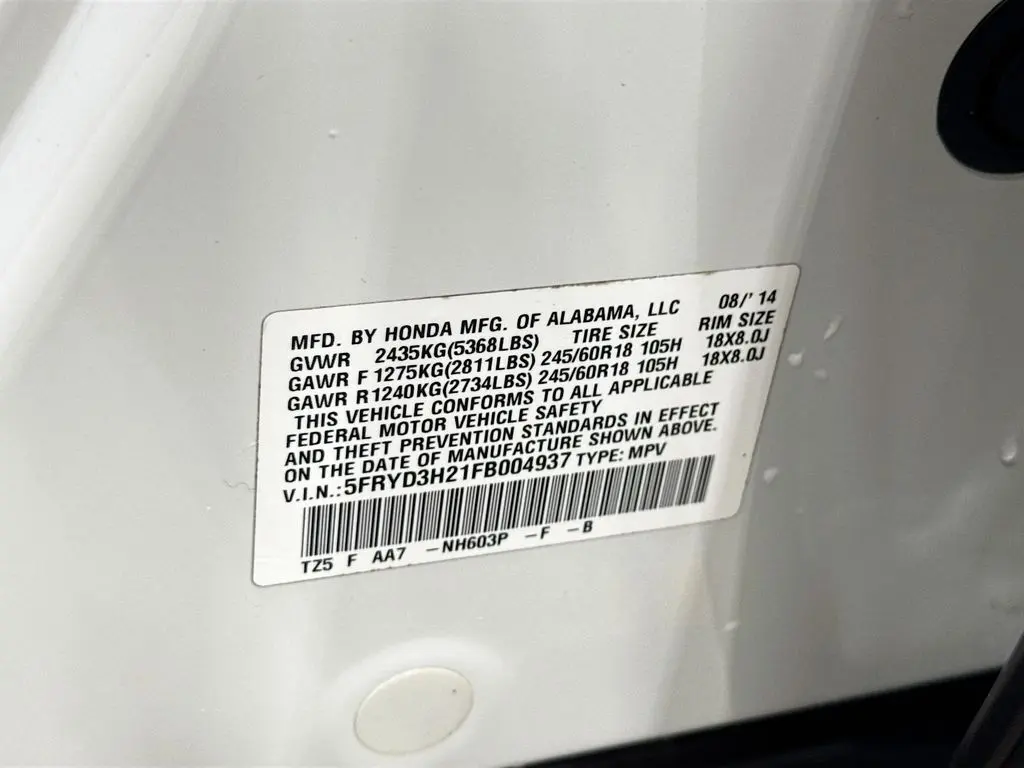 MFD. BY HONDA MFG. OF ALABAMA, LLC 08/'14
GVWR 2435KG(5368LBS) TIRE SIZE RIM SIZE
GAWR F 1275KG(2811LBS) 245/60R18 105H 18X8.0J
GAWR R 1240KG(2734LBS) 245/60R18 105H 18X8.0J
THIS VEHICLE CONFORMS TO ALL APPLICABLE
FEDERAL MOTOR VEHICLE SAFETY
AND THEFT PREVENTION STANDARDS IN EFFECT
ON THE DATE OF MANUFACTURE SHOWN ABOVE.
V.I.N.:5FRYD3H21FB004937 TYPE: MPV
TZ5 F AA7 -NH603P -F -B